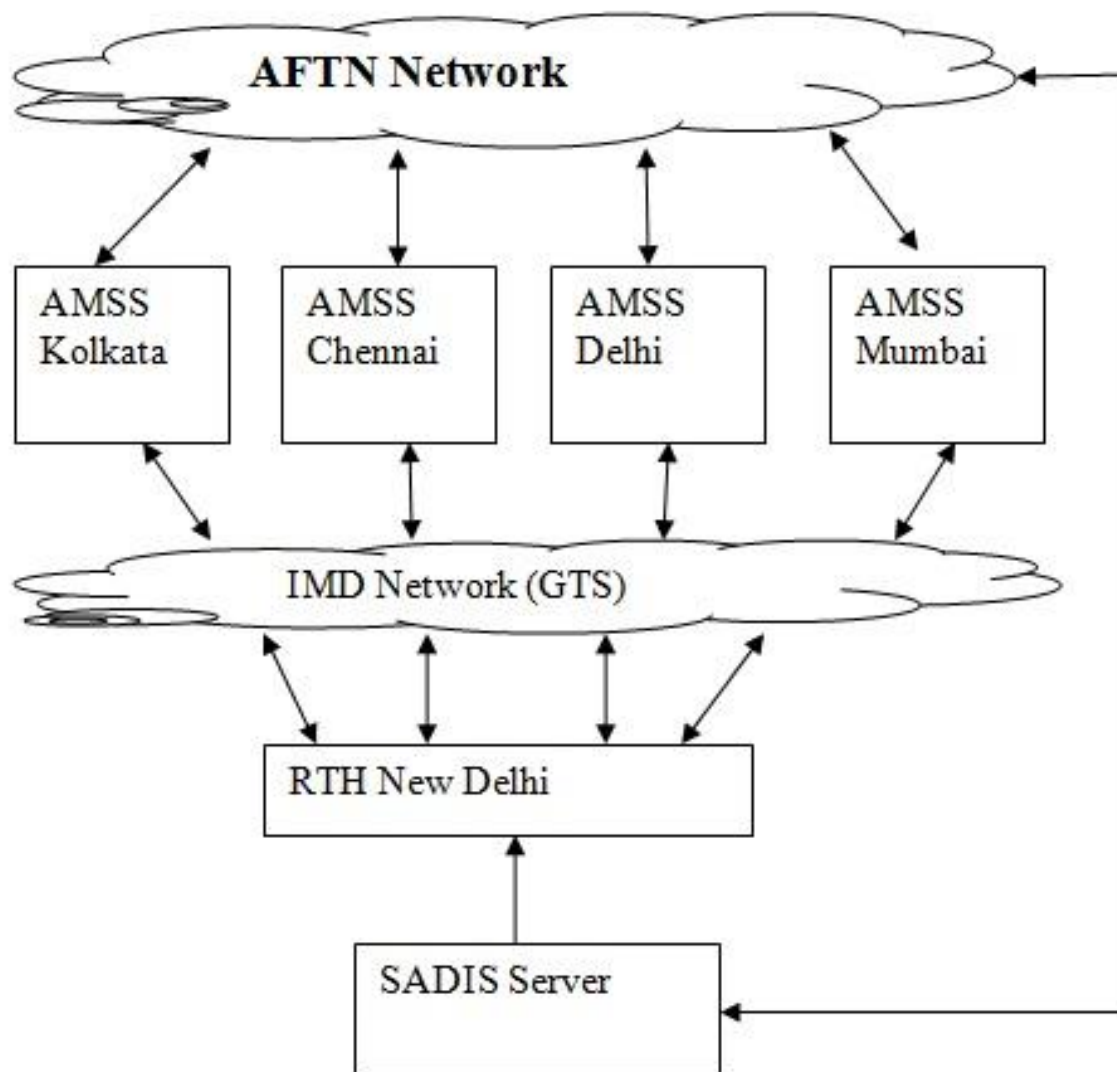 AFTN Network
AMSS
Kolkata
AMSS
Chennai
AMSS
Delhi
AMSS
Mumbai
IMD Network (GTS)
RTH New Delhi
SADIS Server